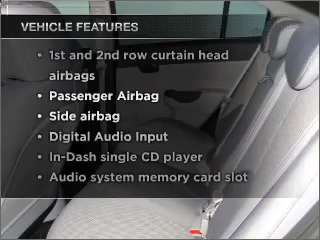 VEHICLE FEATURES
• 1st and 2nd row curtain head
airbags
• Passenger Airbag
• Side airbag
• Digital Audio Input
• In-Dash single CD player
• Audio system memory card slot